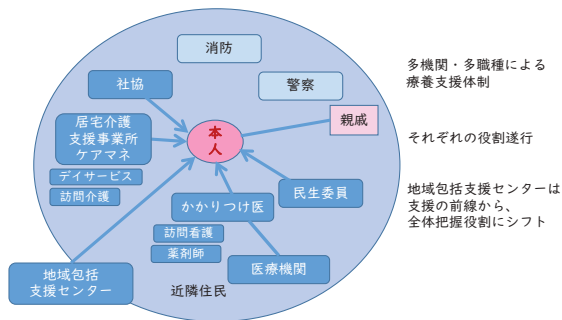 消防
警察
社協
親戚
本人
居宅介護
支援事業所
ケアマネ
デイサービス
訪問介護
かかりつけ医
民生委員
訪問看護
薬剤師
医療機関
地域包括
支援センター
近隣住民
多機関・多職種による
療養支援体制
それぞれの役割遂行
地域包括支援センターは
支援の前線から、
全体把握役割にシフト